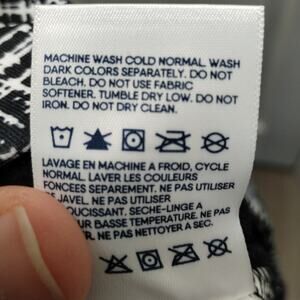 MACHINE WASH COLD NORMAL. WASH
DARK COLORS SEPARATELY. DO NOT
BLEACH. DO NOT USE FABRIC
SOFTENER. TUMBLE DRY LOW. DO NOT
IRON. DO NOT DRY CLEAN.
LAVAGE EN MACHINE A FROID, CYCLE
NORMAL. LAVER LES COULEURS
FONCEES SEPAREMENT. NE PAS UTILISER
JAVEL. NE PAS UTILISER
SECHE-LINGE A
BASSE TEMPERATURE. NE PAS
NE PAS NETTOYER A SEC.